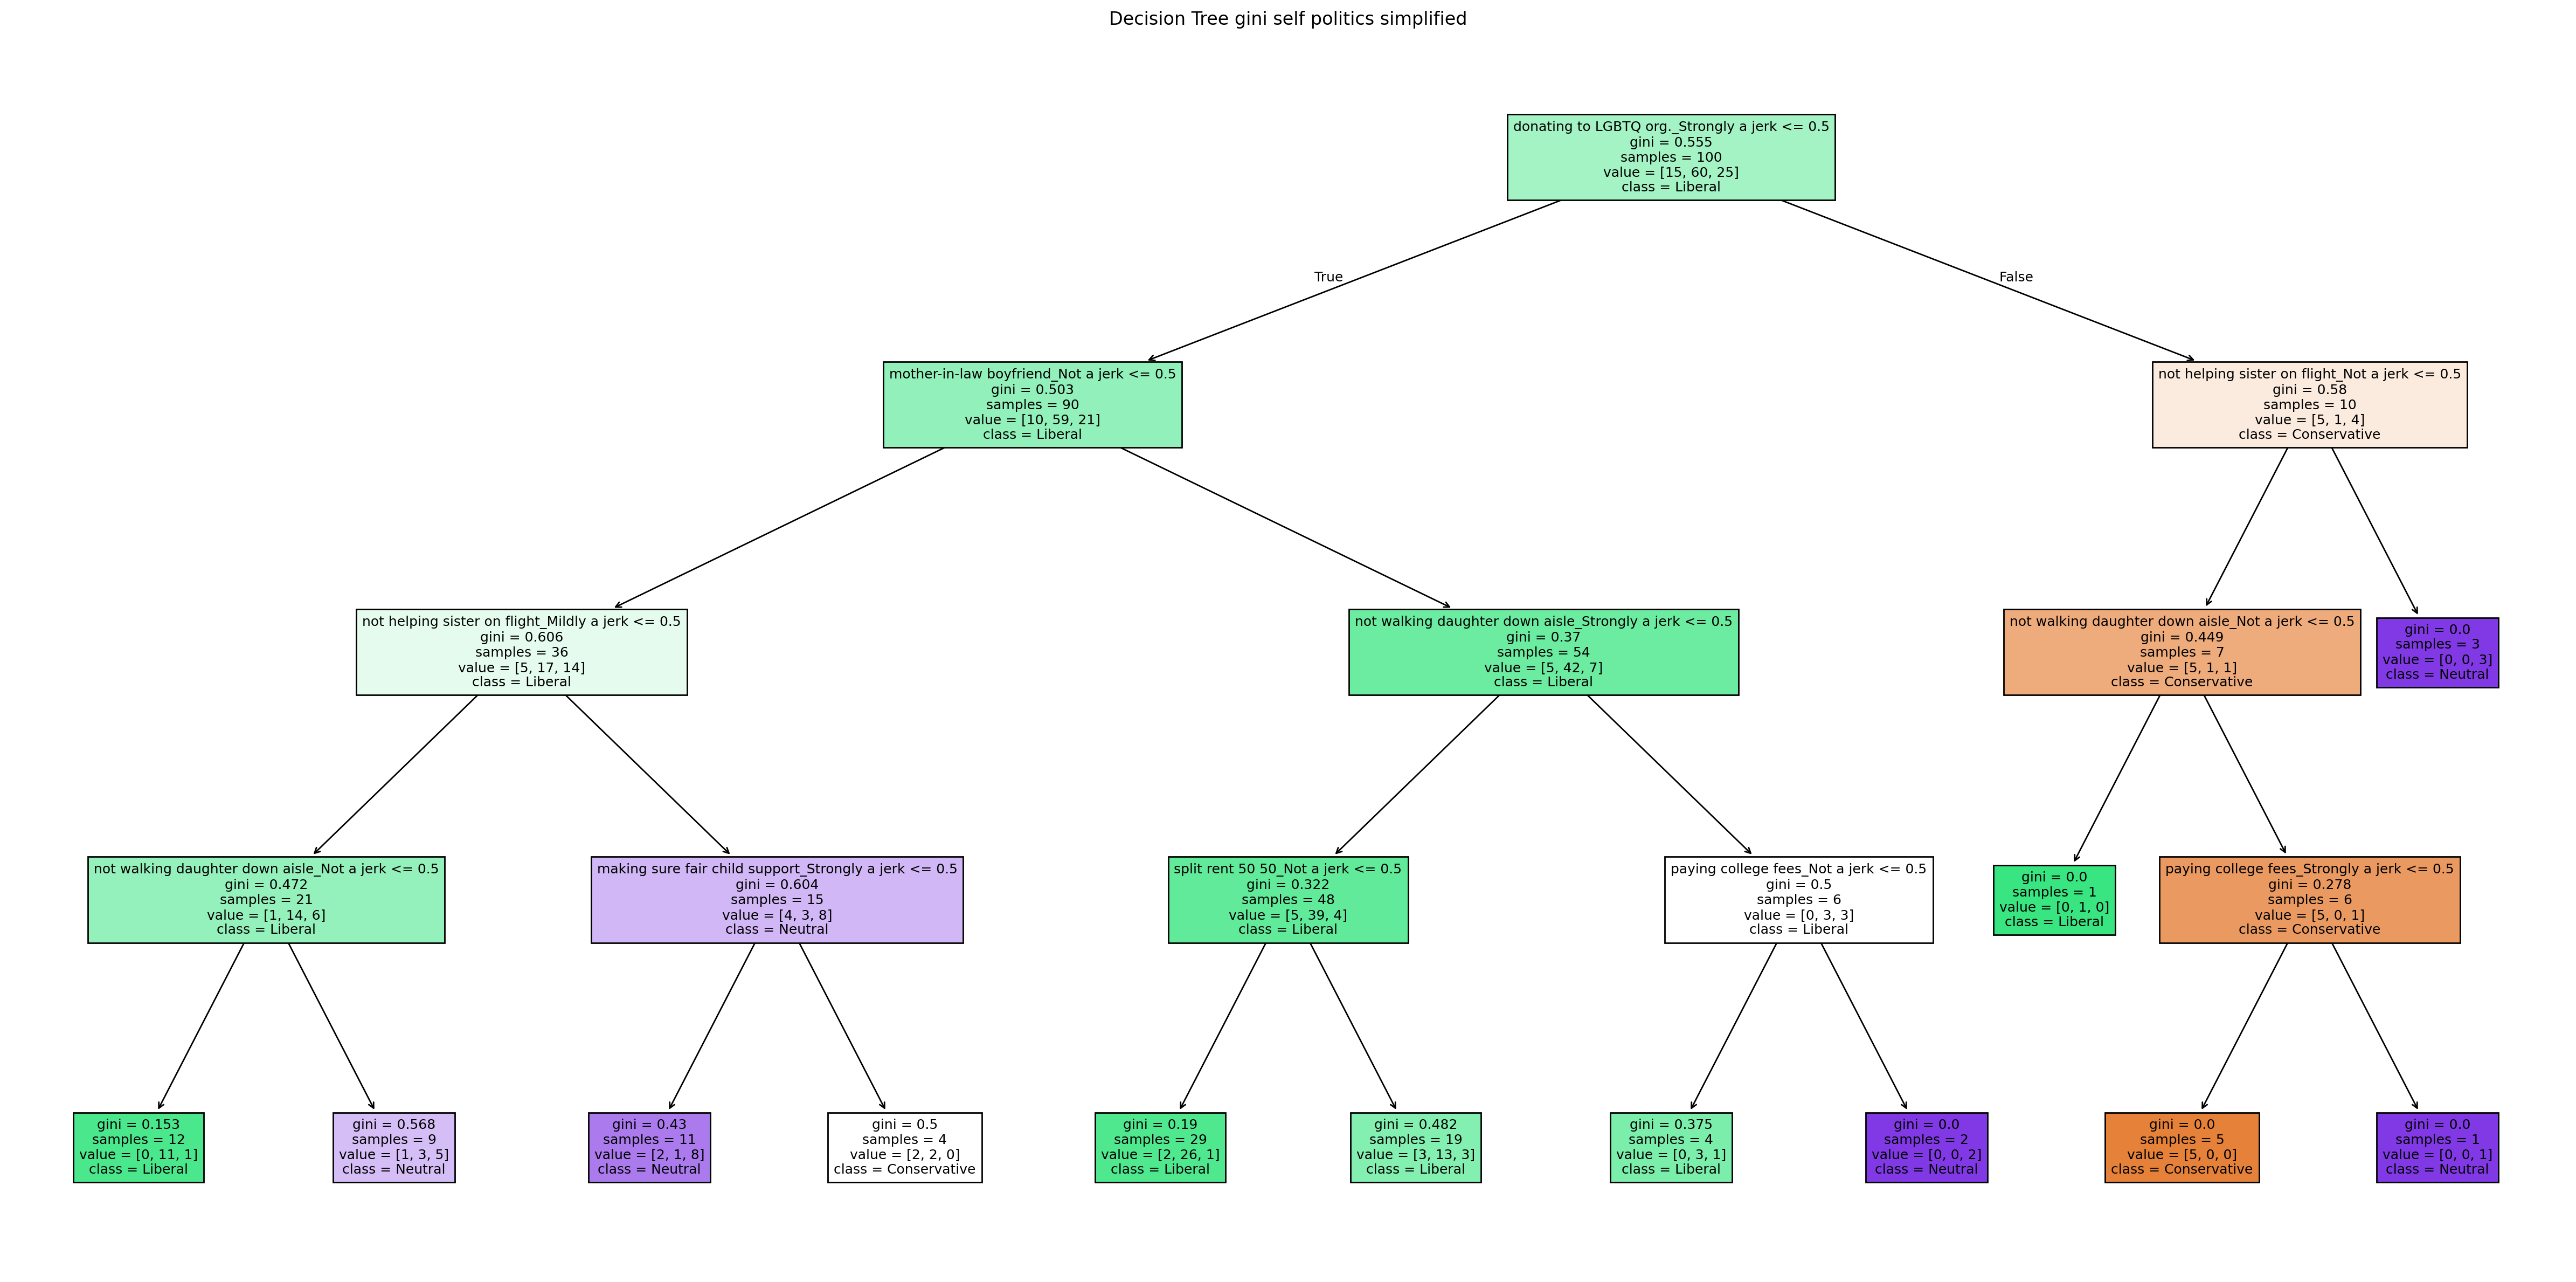 Decision Tree gini self politics simplified
donating to LGBTQ org._Strongly a jerk <= 0.5
gini = 0.555
samples = 100
value = [15, 60, 25]
class = Liberal
True
False
mother-in-law boyfriend_Not a jerk <= 0.5
gini = 0.503
samples = 90
value = [10, 59, 21]
class = Liberal
not helping sister on flight_Not a jerk <= 0.5
gini = 0.58
samples = 10
value = [5, 1, 4]
class = Conservative
not helping sister on flight_Mildly a jerk <= 0.5
gini = 0.606
samples = 36
value = [5, 17, 14]
class = Liberal
not walking daughter down aisle_Strongly a jerk <= 0.5
gini = 0.37
samples = 54
value = [5, 42, 7]
class = Liberal
not walking daughter down aisle_Not a jerk <= 0.5
gini = 0.449
samples = 7
value = [5, 1, 1]
class = Conservative
gini = 0.0
samples = 3
value = [0, 0, 3]
class = Neutral
not walking daughter down aisle_Not a jerk <= 0.5
gini = 0.472
samples = 21
value = [1, 14, 6]
class = Liberal
making sure fair child support_Strongly a jerk <= 0.5
gini = 0.604
samples = 15
value = [4, 3, 8]
class = Neutral
split rent 50 50_Not a jerk <= 0.5
gini = 0.322
samples = 48
value = [5, 39, 4]
class = Liberal
paying college fees_Not a jerk <= 0.5
gini = 0.5
samples = 6
value = [0, 3, 3]
class = Liberal
gini = 0.0
samples = 1
value = [0, 1, 0]
class = Liberal
paying college fees_Strongly a jerk <= 0.5
gini = 0.278
samples = 6
value = [5, 0, 1]
class = Conservative
gini = 0.153
samples = 12
value = [0, 11, 1]
class = Liberal
gini = 0.568
samples = 9
value = [1, 3, 5]
class = Neutral
gini = 0.43
samples = 11
value = [2, 1, 8]
class = Neutral
gini = 0.5
samples = 4
value = [2, 2, 0]
class = Conservative
gini = 0.19
samples = 29
value = [2, 26, 1]
class = Liberal
gini = 0.482
samples = 19
value = [3, 13, 3]
class = Liberal
gini = 0.375
samples = 4
value = [0, 3, 1]
class = Liberal
gini = 0.0
samples = 2
value = [0, 0, 2]
class = Neutral
gini = 0.0
samples = 5
value = [5, 0, 0]
class = Conservative
gini = 0.0
samples = 1
value = [0, 0, 1]
class = Neutral